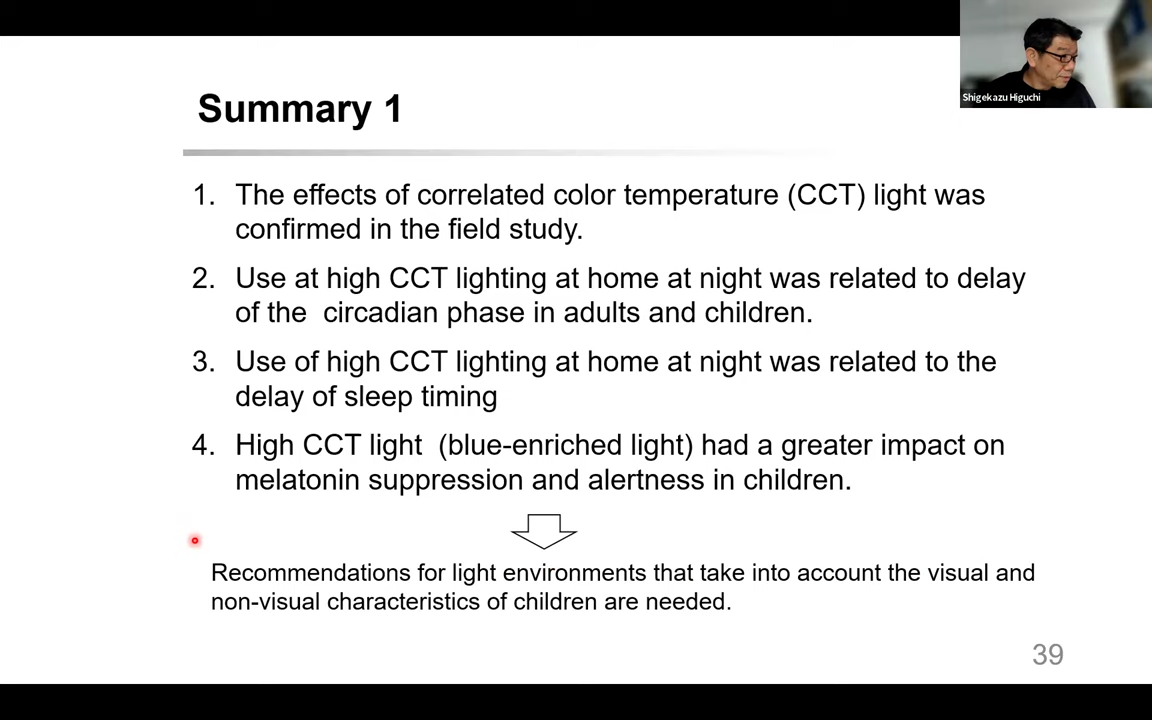 Shigekazu Higuchi
Summary 1
1. The effects of correlated color temperature (CCT) light was
confirmed in the field study.
2. Use at high CCT lighting at home at night was related to delay
of the  circadian phase in adults and children.
3. Use of high CCT lighting at home at night was related to the
delay of sleep timing
4. High CCT light  (blue-enriched light) had a greater impact on
melatonin suppression and alertness in children.
Recommendations for light environments that take into account the visual and
non-visual characteristics of children are needed.
39